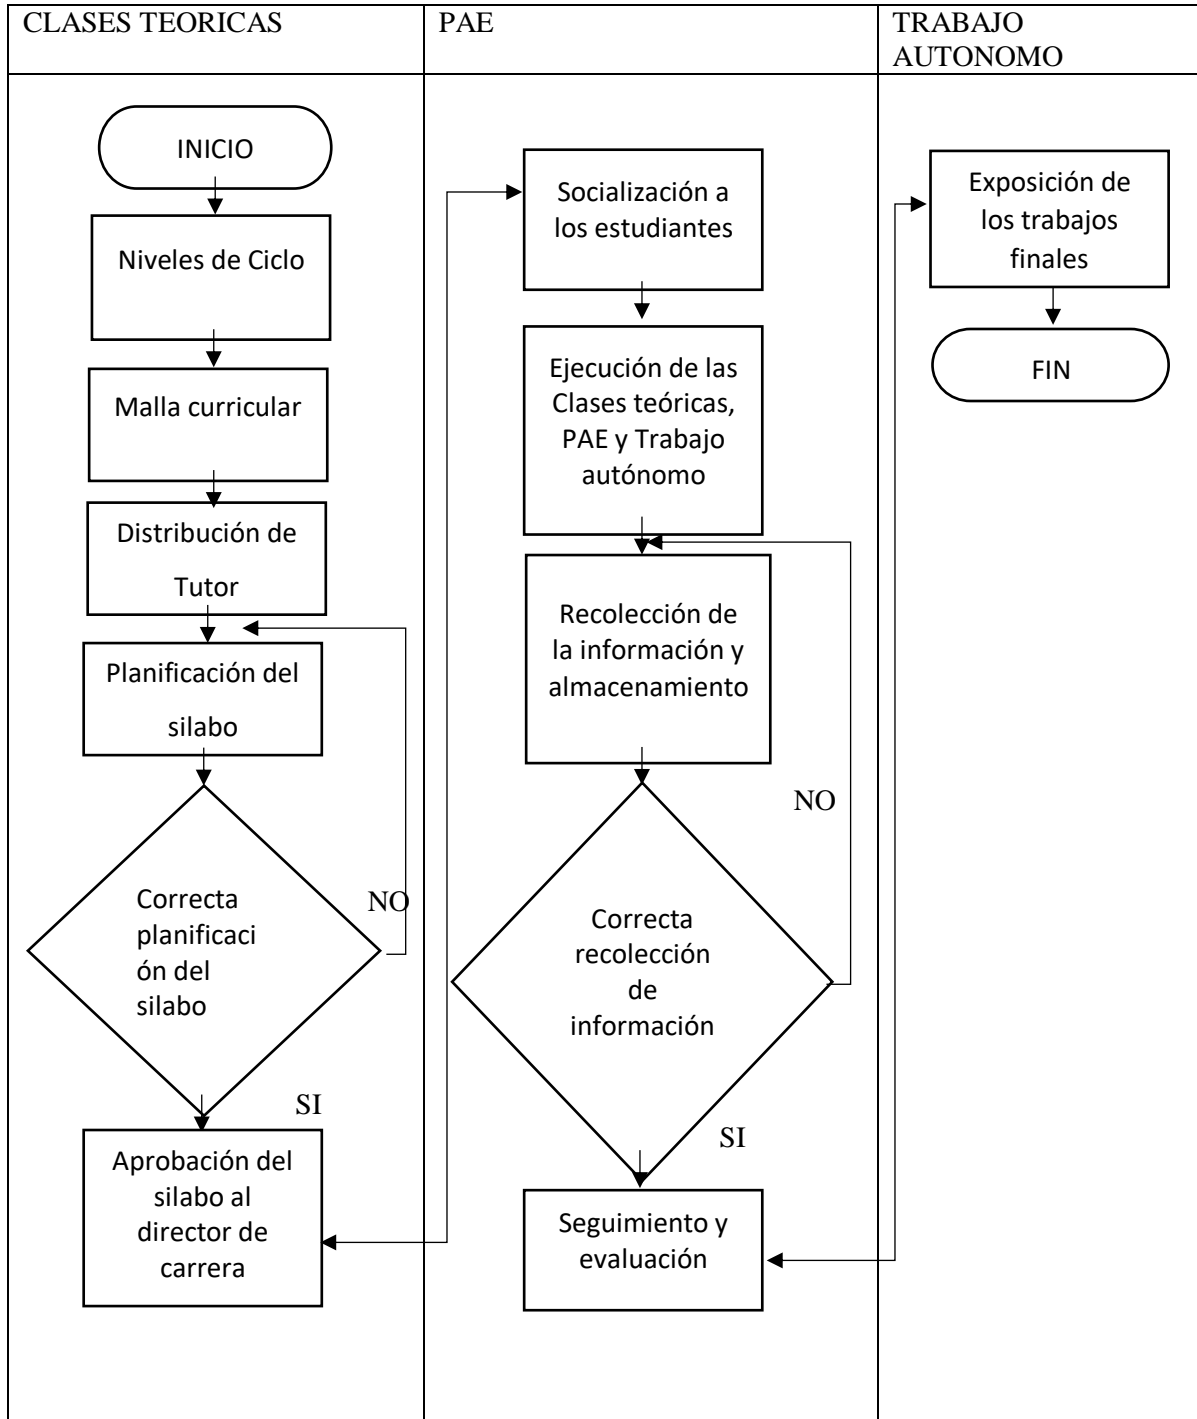 CLASES TEORICAS
PAE
TRABAJO
AUTONOMO
INICIO
Niveles de Ciclo
Malla curricular
Distribución de
Tutor
Planificación del
silabo
Correcta
planificaci
ón del
silabo
NO
SI
Aprobación del
silabo al
director de
carrera
Socialización a
los estudiantes
Ejecución de las
Clases teóricas,
PAE y Trabajo
autónomo
Recolección de
la información y
almacenamiento
NO
Correcta
recolección
de
información
SI
Seguimiento y
evaluación
Exposición de
los trabajos
finales
FIN